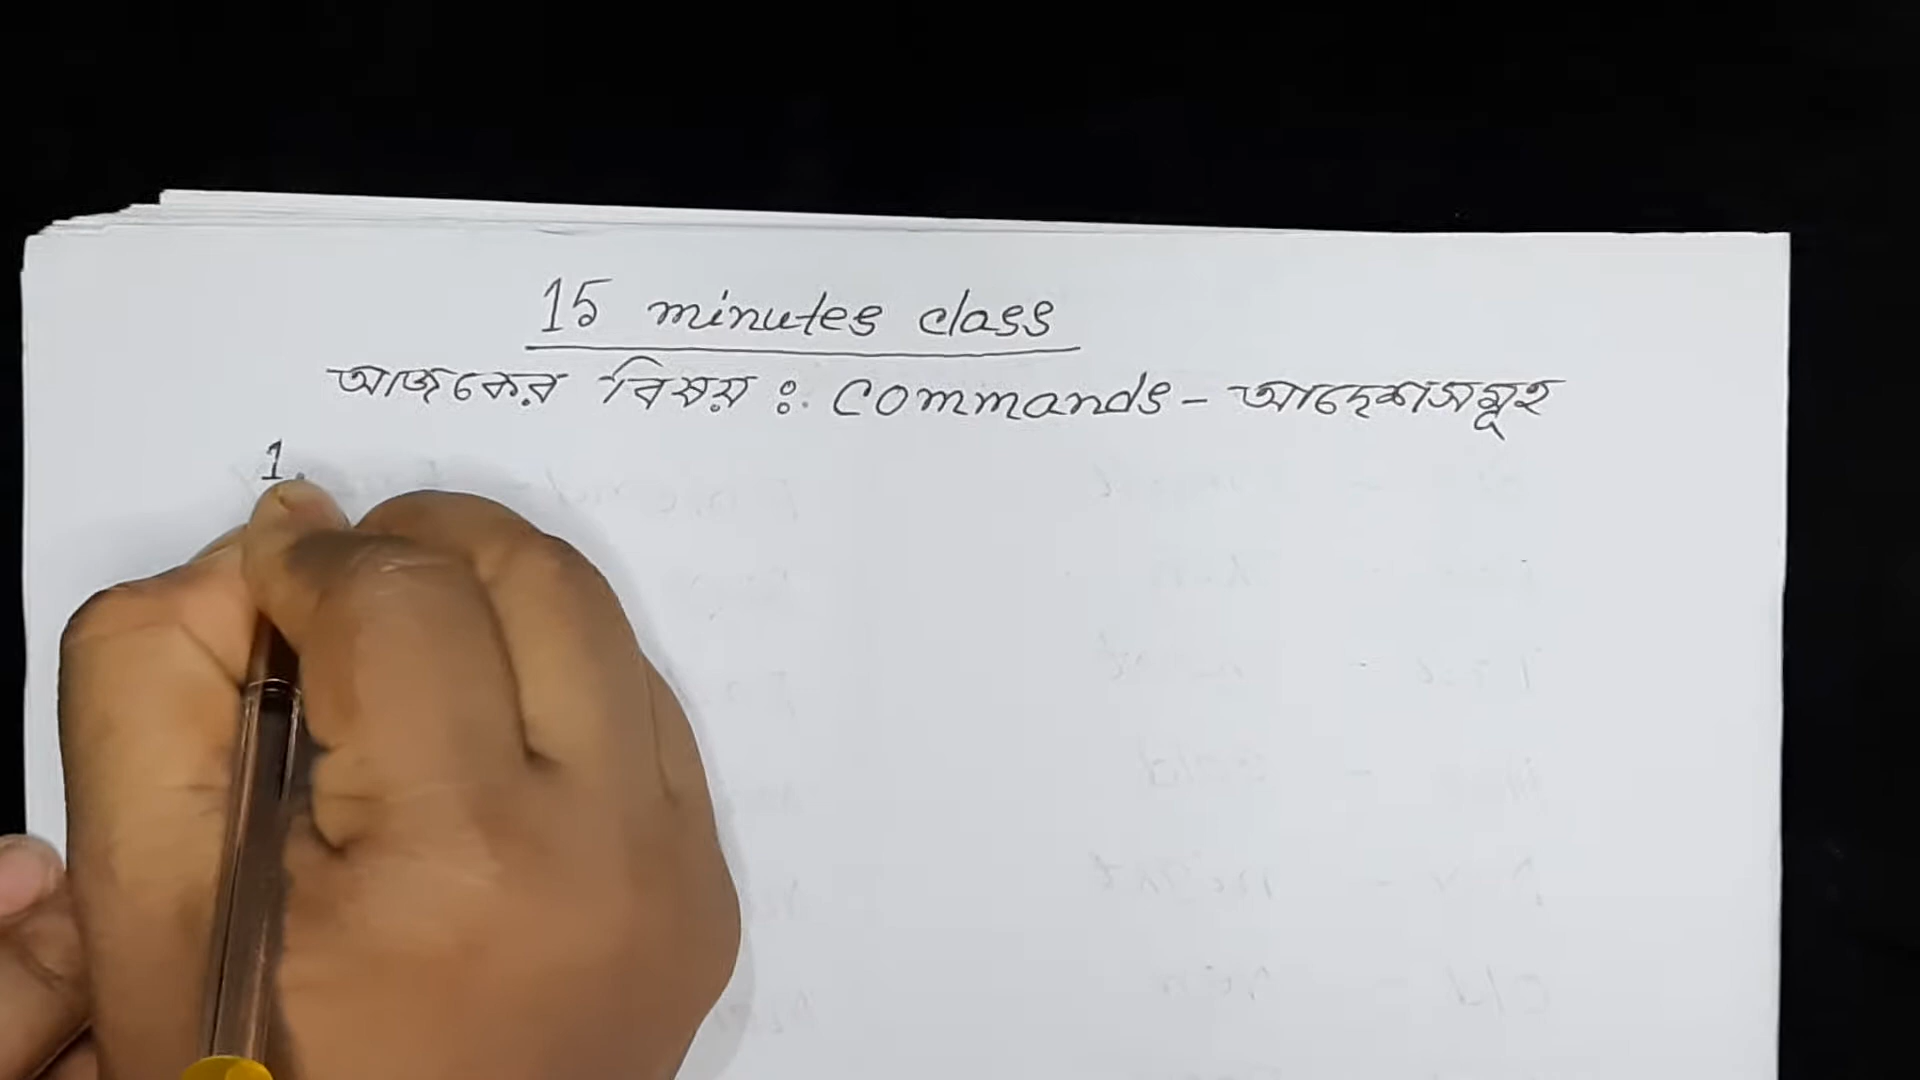 15 minutes class
আজকের বিষয় ঃ Commands - আদেশসমূহ
1.